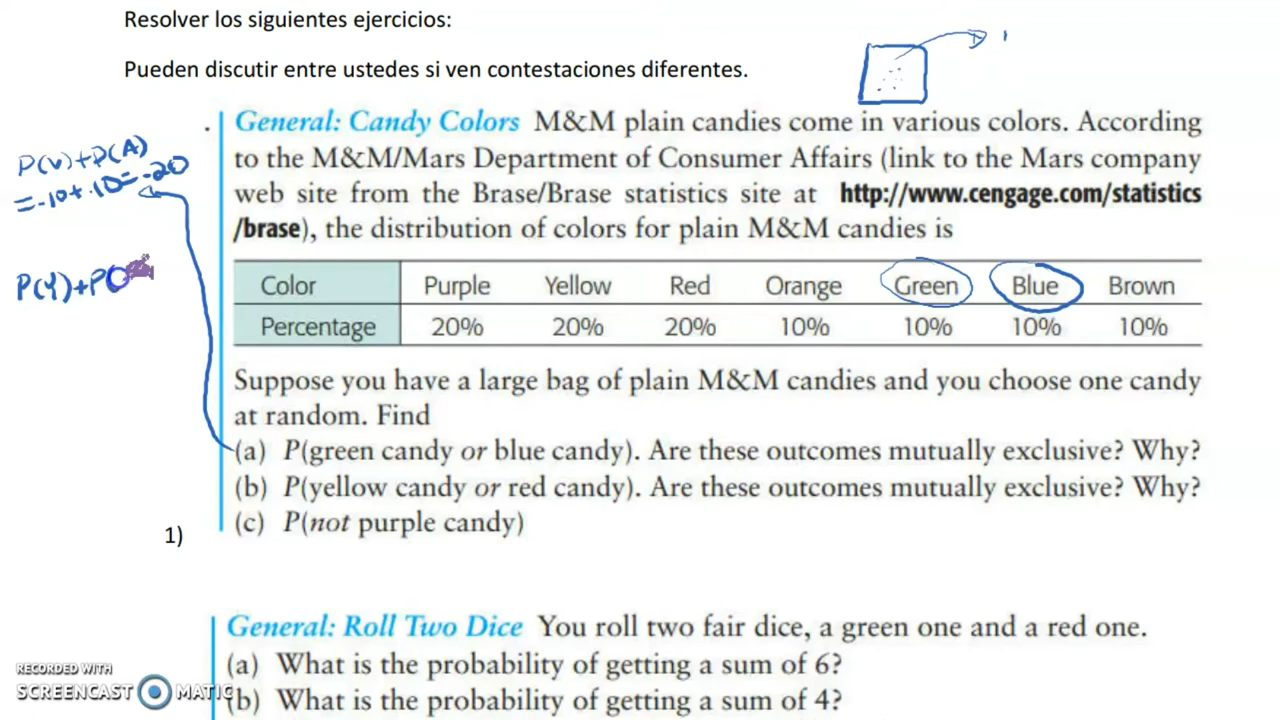 Resolver los siguientes ejercicios:
Pueden discutir entre ustedes si ven contestaciones diferentes.
General: Candy Colors M&M plain candies come in various colors. According
to the M&M/Mars Department of Consumer Affairs (link to the Mars company
web site from the Brase/Brase statistics site at http://www.cengage.com/statistics
/brase), the distribution of colors for plain M&M candies is
P(V)+P(A)
=.10+.10=.20
P(Y)+P(
Color Purple Yellow Red Orange Green Blue Brown
Percentage 20% 20% 20% 10% 10% 10% 10%
Suppose you have a large bag of plain M&M candies and you choose one candy
at random. Find
(a) P(green candy or blue candy). Are these outcomes mutually exclusive? Why?
(b) P(yellow candy or red candy). Are these outcomes mutually exclusive? Why?
(c) P(not purple candy)
1)
General: Roll Two Dice You roll two fair dice, a green one and a red one.
(a) What is the probability of getting a sum of 6?
(b) What is the probability of getting a sum of 4?
RECORDED WITH
SCREENCAST MATIC